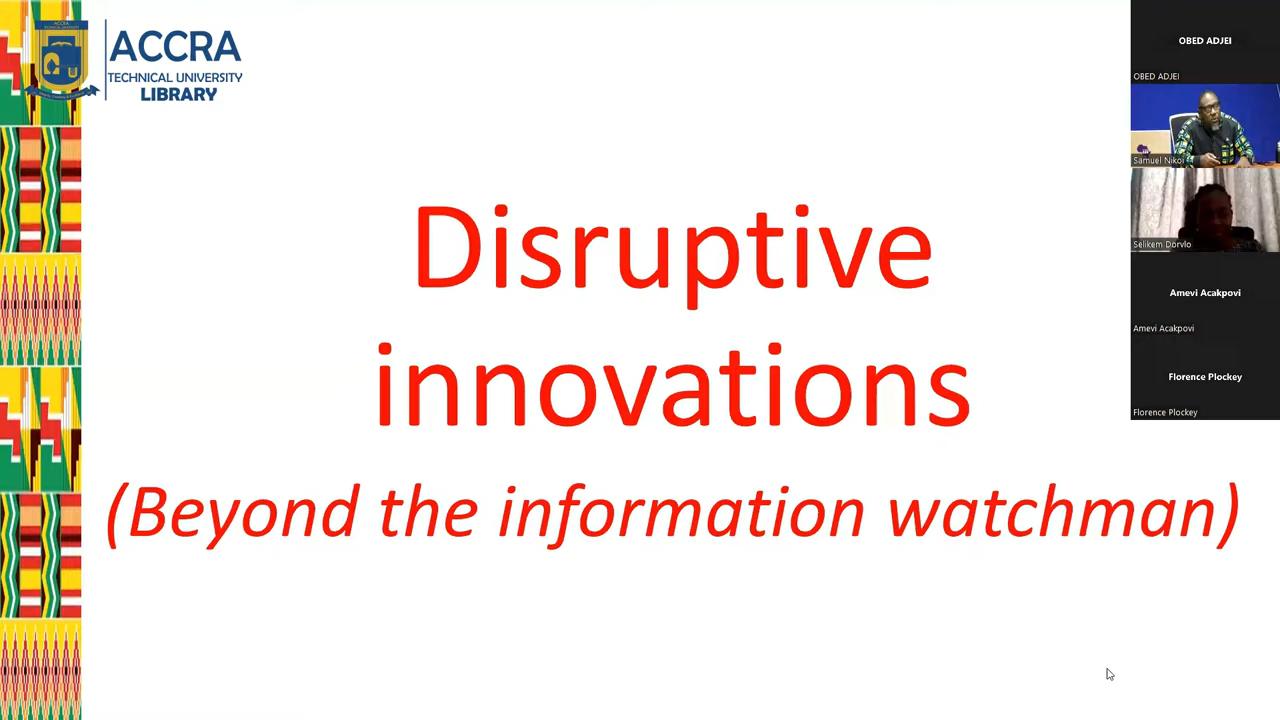 ACCRA
TECHNICAL UNIVERSITY
LIBRARY
Disruptive
innovations
(Beyond the information watchman)
OBED ADJEI
OBED ADJEI
Samuel Nikoi
Selikem Dorvlo
Amevi Acakpovi
Amevi Acakpovi
Florence Plockey
Florence Plockey